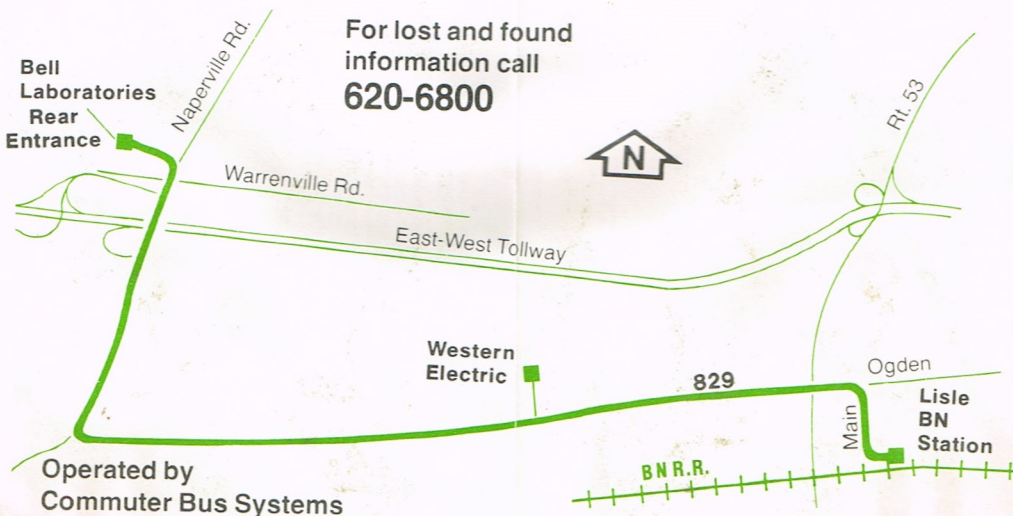 For lost and found
information call
620-6800
Naperville Rd.
Bell
Laboratories
Rear
Entrance
Rt. 53
N
Warrenville Rd.
East-West Tollway
Western
Electric
829
Ogden
Main
Lisle
BN
Station
BN R.R.
Operated by
Commuter Bus Systems